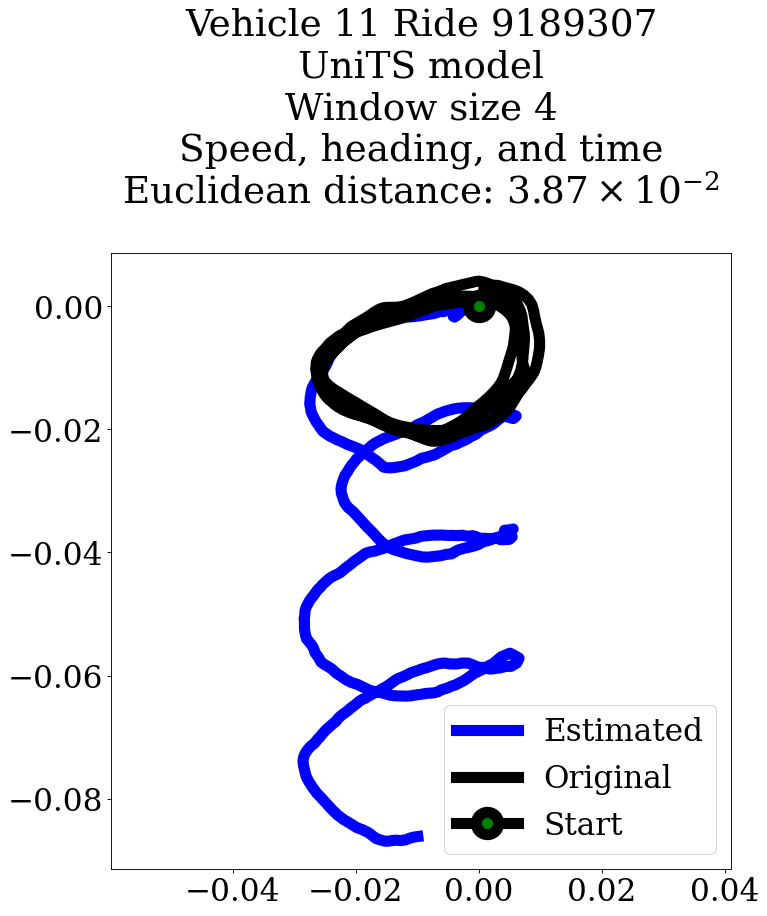 Vehicle 11 Ride 9189307
UniTS model
Window size 4
Speed, heading, and time
Euclidean distance: 3.87 × 10⁻²
0.00
−0.02
−0.04
−0.06
−0.08
Estimated
Original
Start
−0.04 −0.02 0.00 0.02 0.04